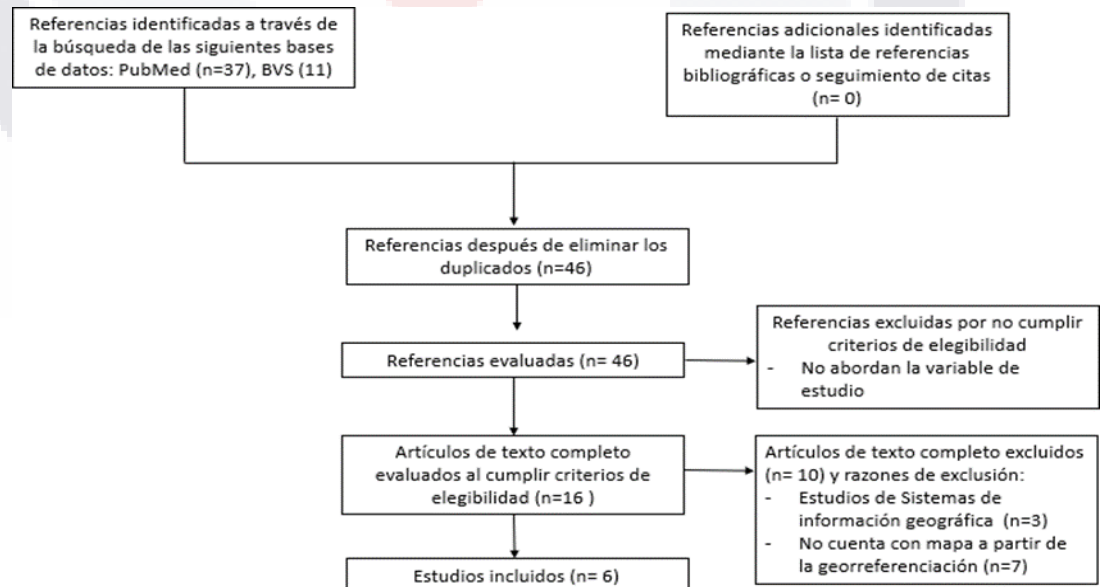 Referencias identificadas a través de
la búsqueda de las siguientes bases
de datos: PubMed (n=37), BVS (11)
Referencias adicionales identificadas
mediante la lista de referencias
bibliográficas o seguimiento de citas
(n= 0)
Referencias después de eliminar los
duplicados (n=46)
Referencias evaluadas (n= 46)
Referencias excluidas por no cumplir
criterios de elegibilidad
- No abordan la variable de
estudio
Artículos de texto completo
evaluados al cumplir criterios de
elegibilidad (n=16 )
Artículos de texto completo excluidos
(n= 10) y razones de exclusión:
- Estudios de Sistemas de
información geográfica (n=3)
- No cuenta con mapa a partir de
la georreferenciación (n=7)
Estudios incluidos (n= 6)